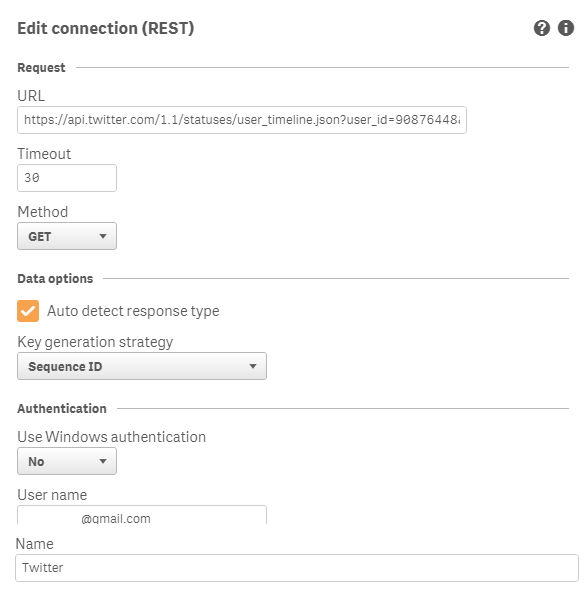 Edit connection (REST)
Request
URL
https://api.twitter.com/1.1/statuses/user_timeline.json?user_id=90876448&
Timeout
30
Method
GET
Data options
Auto detect response type
Key generation strategy
Sequence ID
Authentication
Use Windows authentication
No
User name
@gmail.com
Name
Twitter